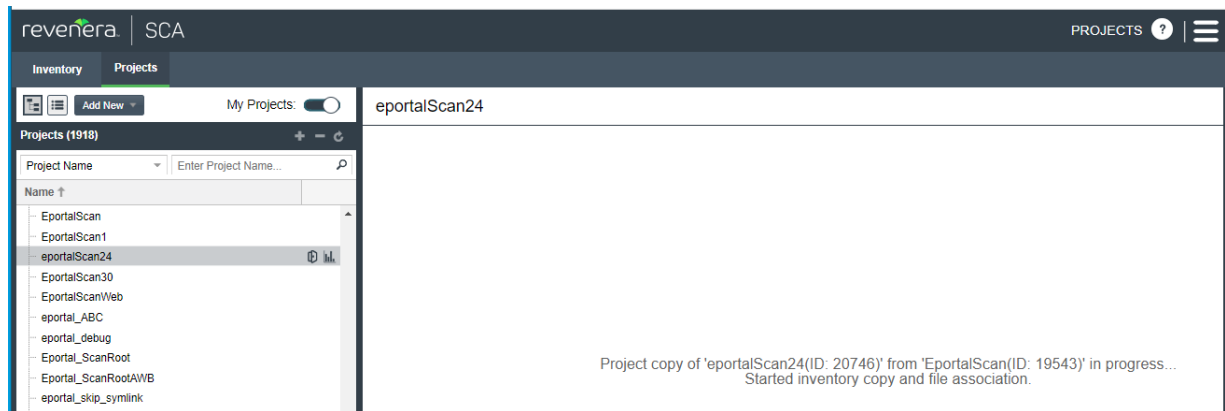 revenera. SCA
PROJECTS ?
Inventory Projects
Add New My Projects:
eportalScan24
Projects (1918)
Project Name Enter Project Name...
Name
EportalScan
EportalScan1
eportalScan24
EportalScan30
EportalScanWeb
eportal_ABC
eportal_debug
Eportal_ScanRoot
Eportal_ScanRootAWB
eportal_skip_symlink
Project copy of 'eportalScan24(ID: 20746)' from 'EportalScan(ID: 19543)' in progress...
Started inventory copy and file association.